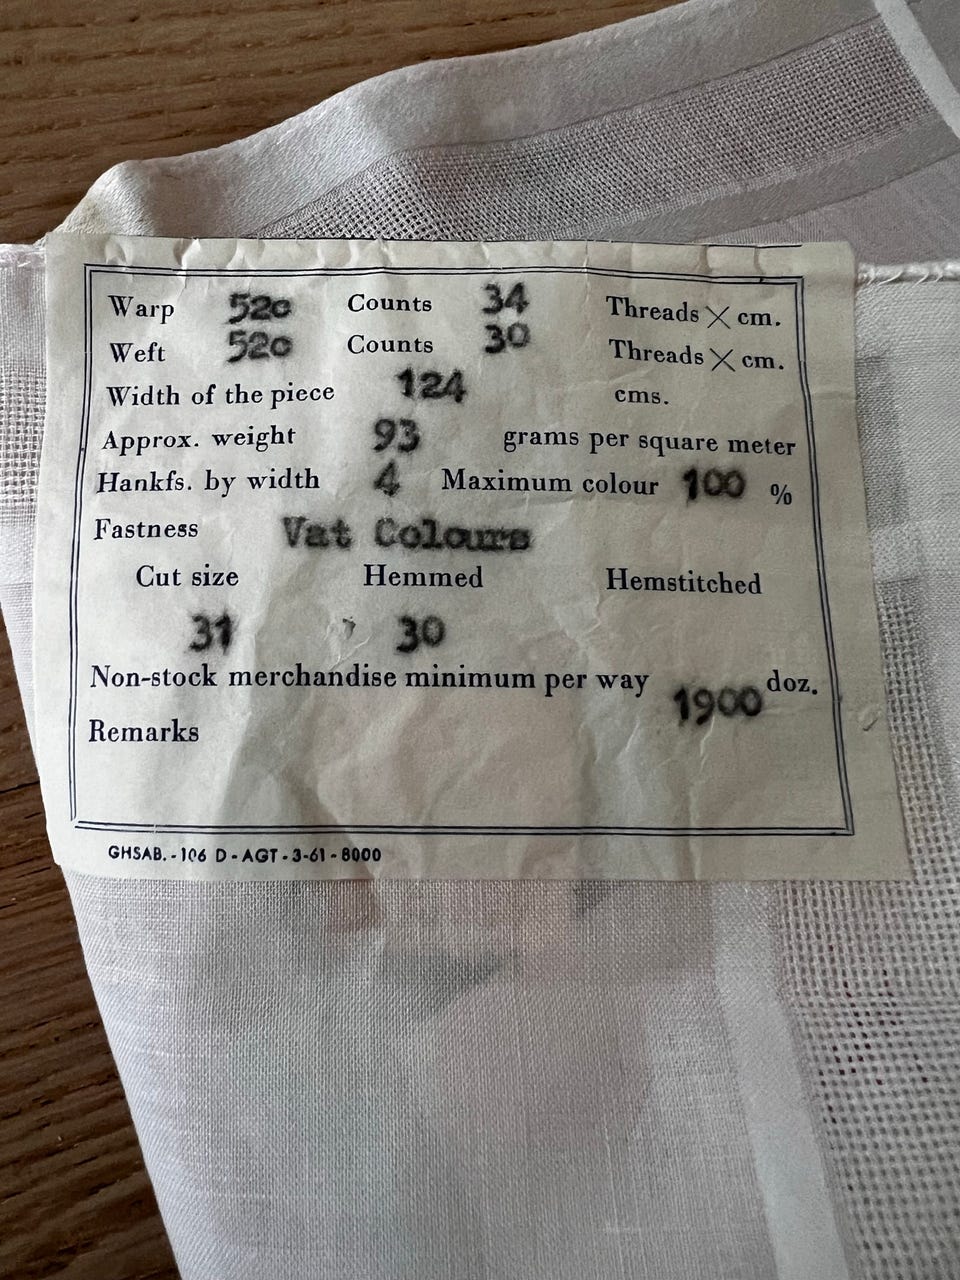 Warp 52c Counts 34 Threads X cm.
Weft 52c Counts 30 Threads X cm.
Width of the piece 124 cms.
Approx. weight 93 grams per square meter
Hankfs. by width 4 Maximum colour 100 %
Fastness Vat Colours
Cut size Hemmed Hemstitched
31 30
Non-stock merchandise minimum per way 1900 doz.
Remarks
GHSAB. - 106 D - AGT - 3-61 - 8000